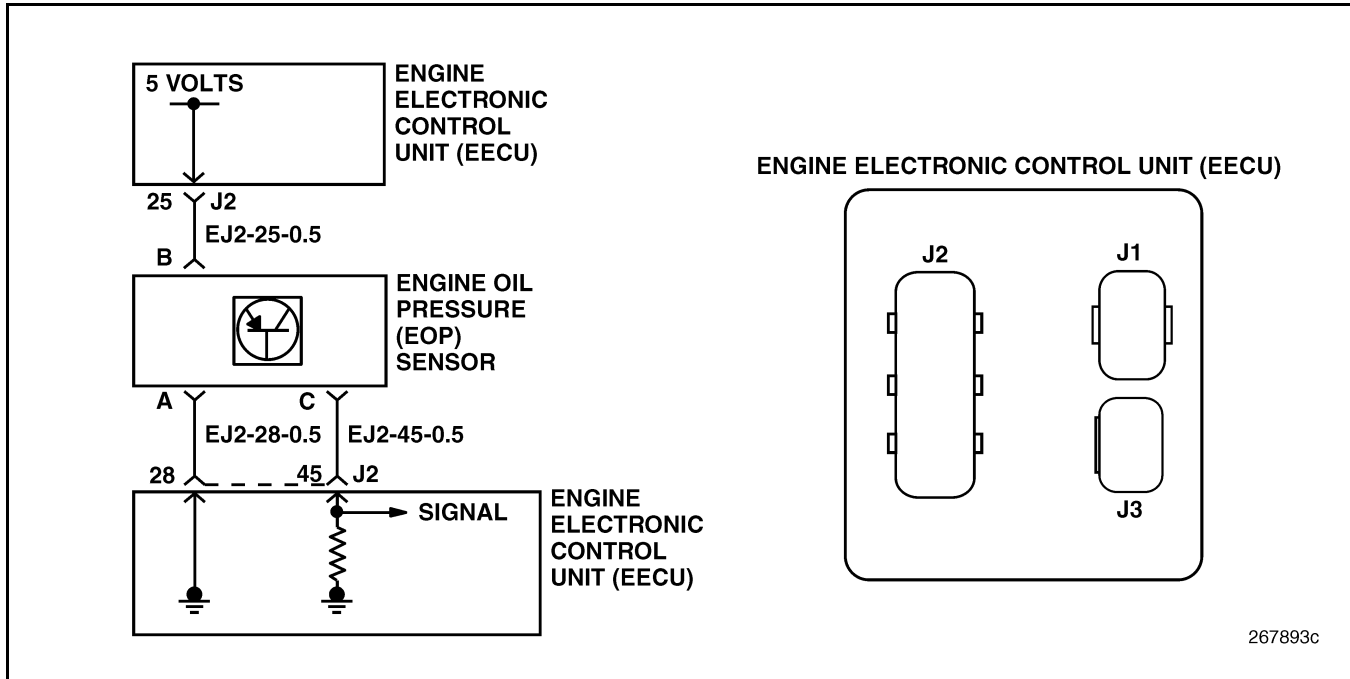 5 VOLTS
ENGINE
ELECTRONIC
CONTROL
UNIT (EECU)
25 J2
EJ2-25-0.5
B
ENGINE OIL
PRESSURE
(EOP)
SENSOR
A C
EJ2-28-0.5 EJ2-45-0.5
28 45 J2
SIGNAL
ENGINE
ELECTRONIC
CONTROL
UNIT (EECU)
ENGINE ELECTRONIC CONTROL UNIT (EECU)
J2 J1
J3
267893c